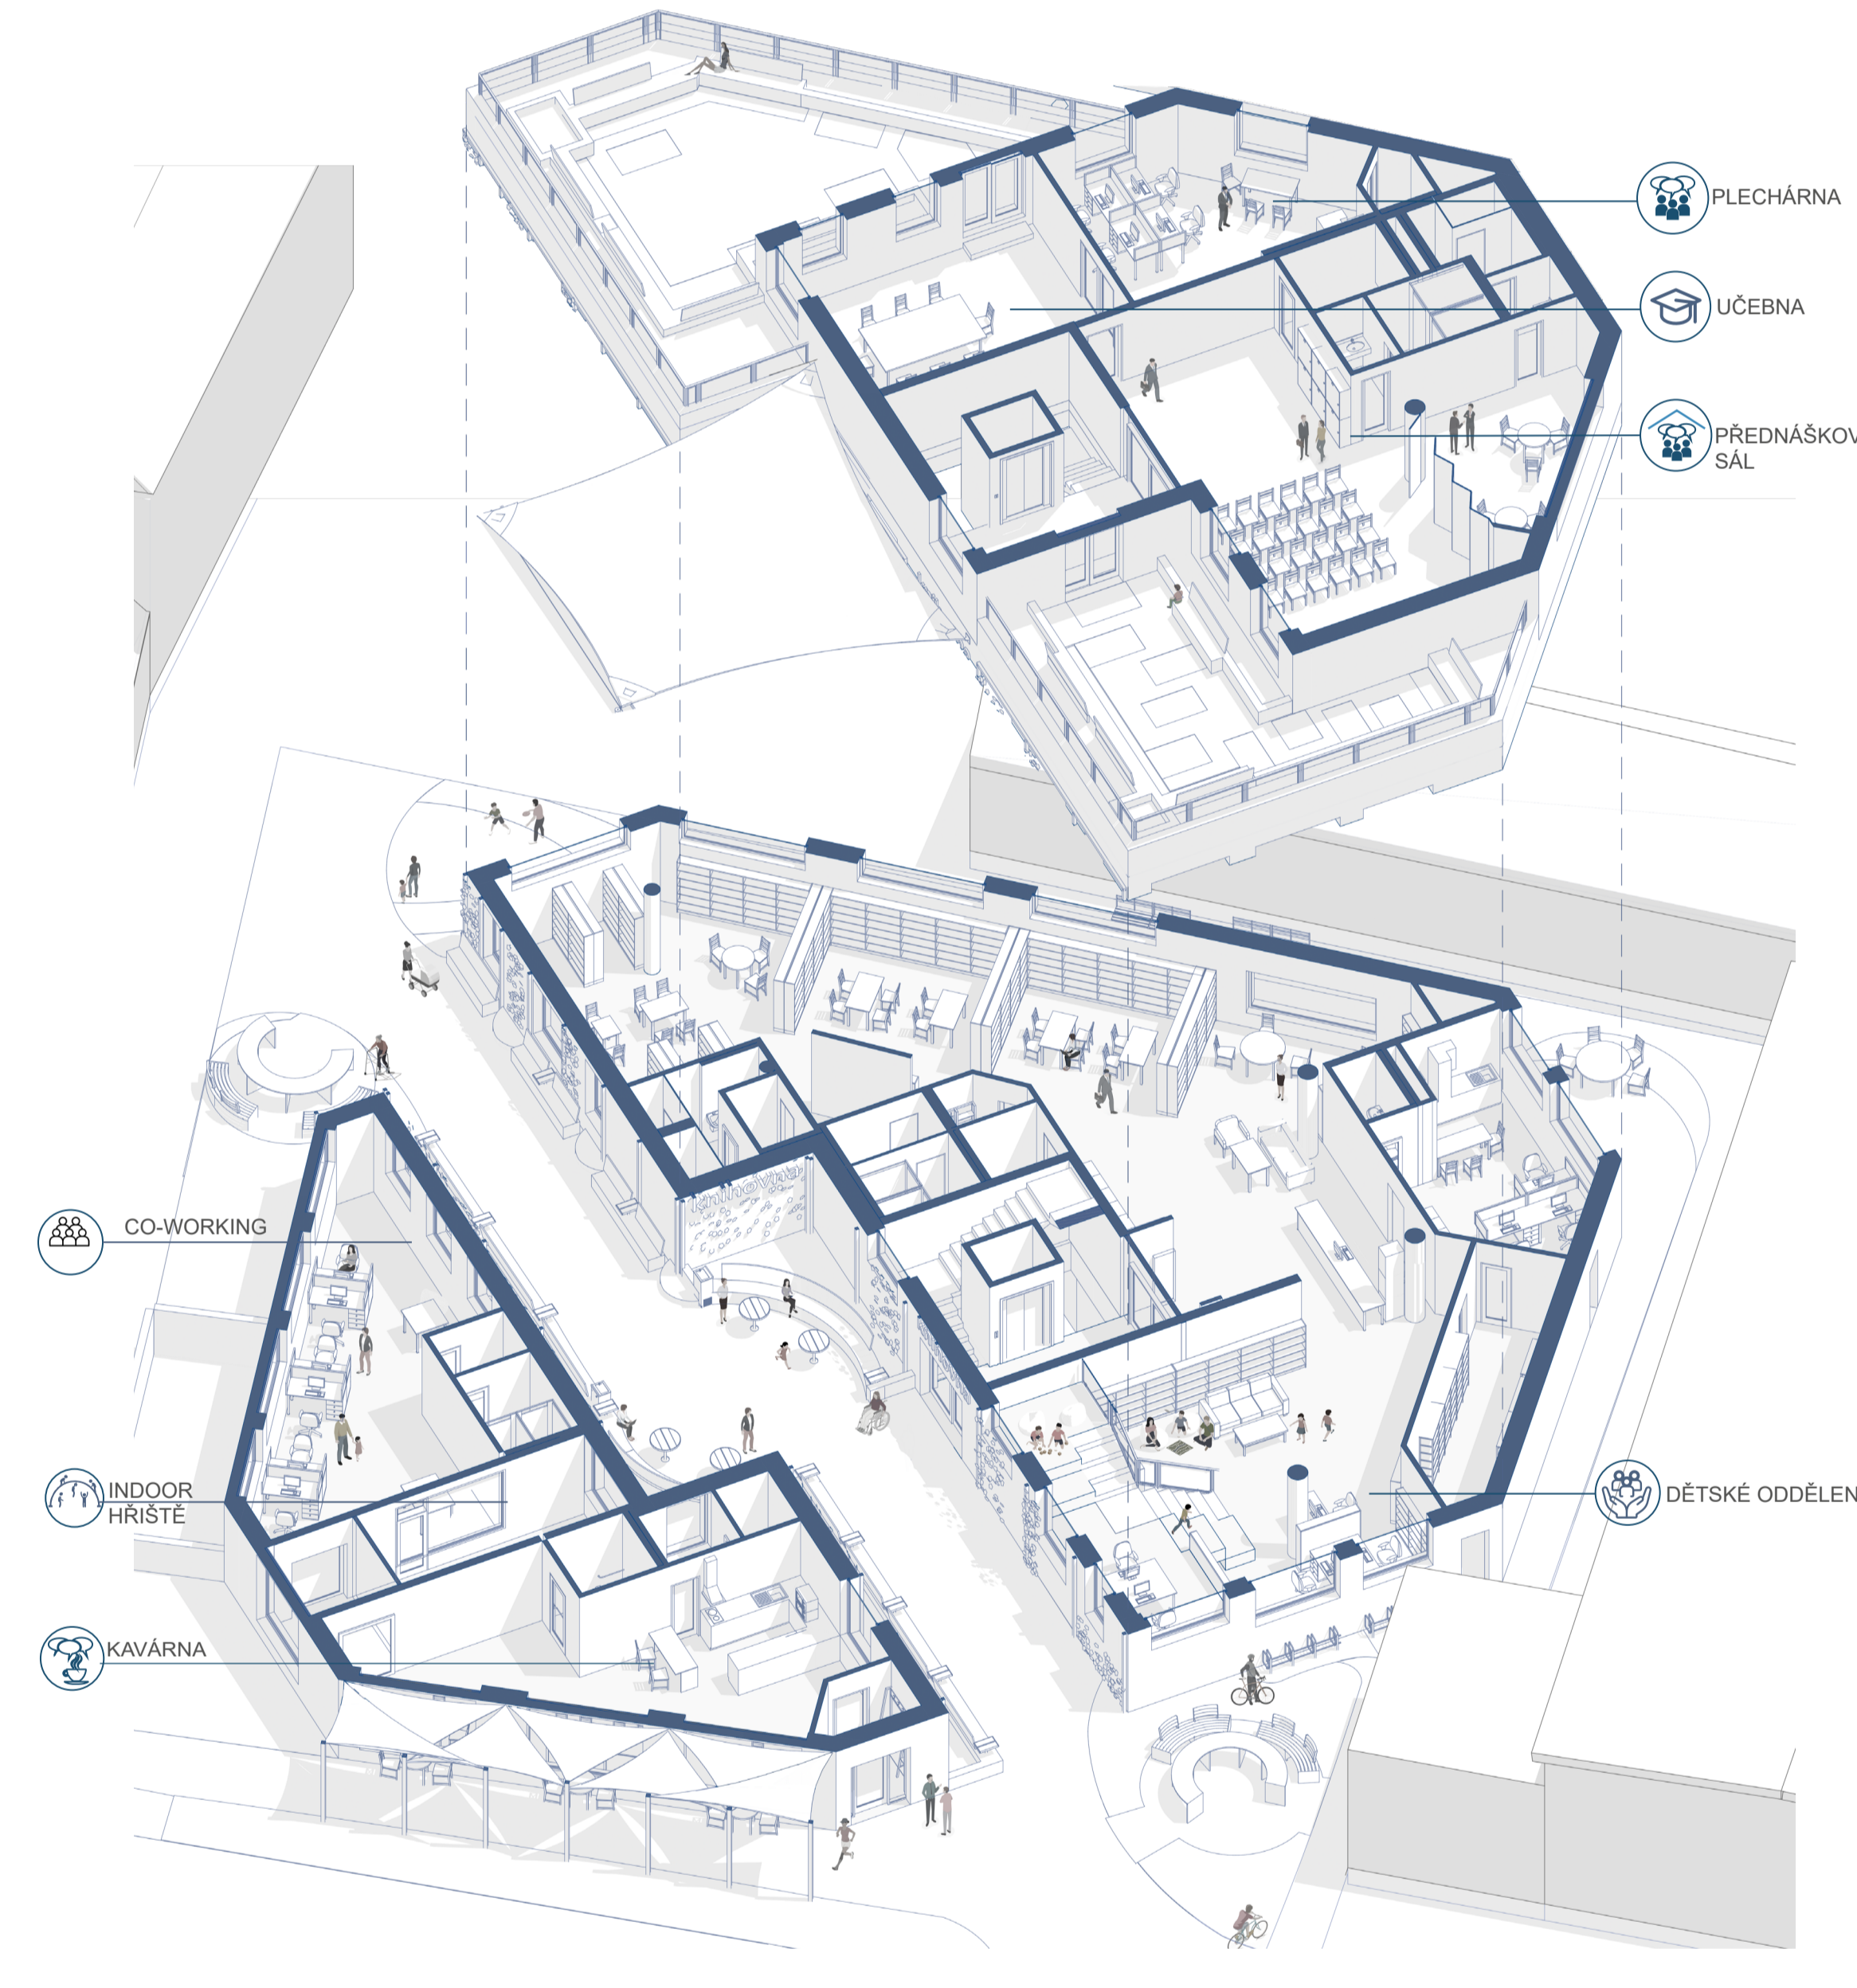 PLECHÁRNA
UČEBNA
PŘEDNÁŠKOV
SÁL
knihovna
CO-WORKING
INDOOR
HŘIŠTĚ
DĚTSKÉ ODDĚLEN
KAVÁRNA